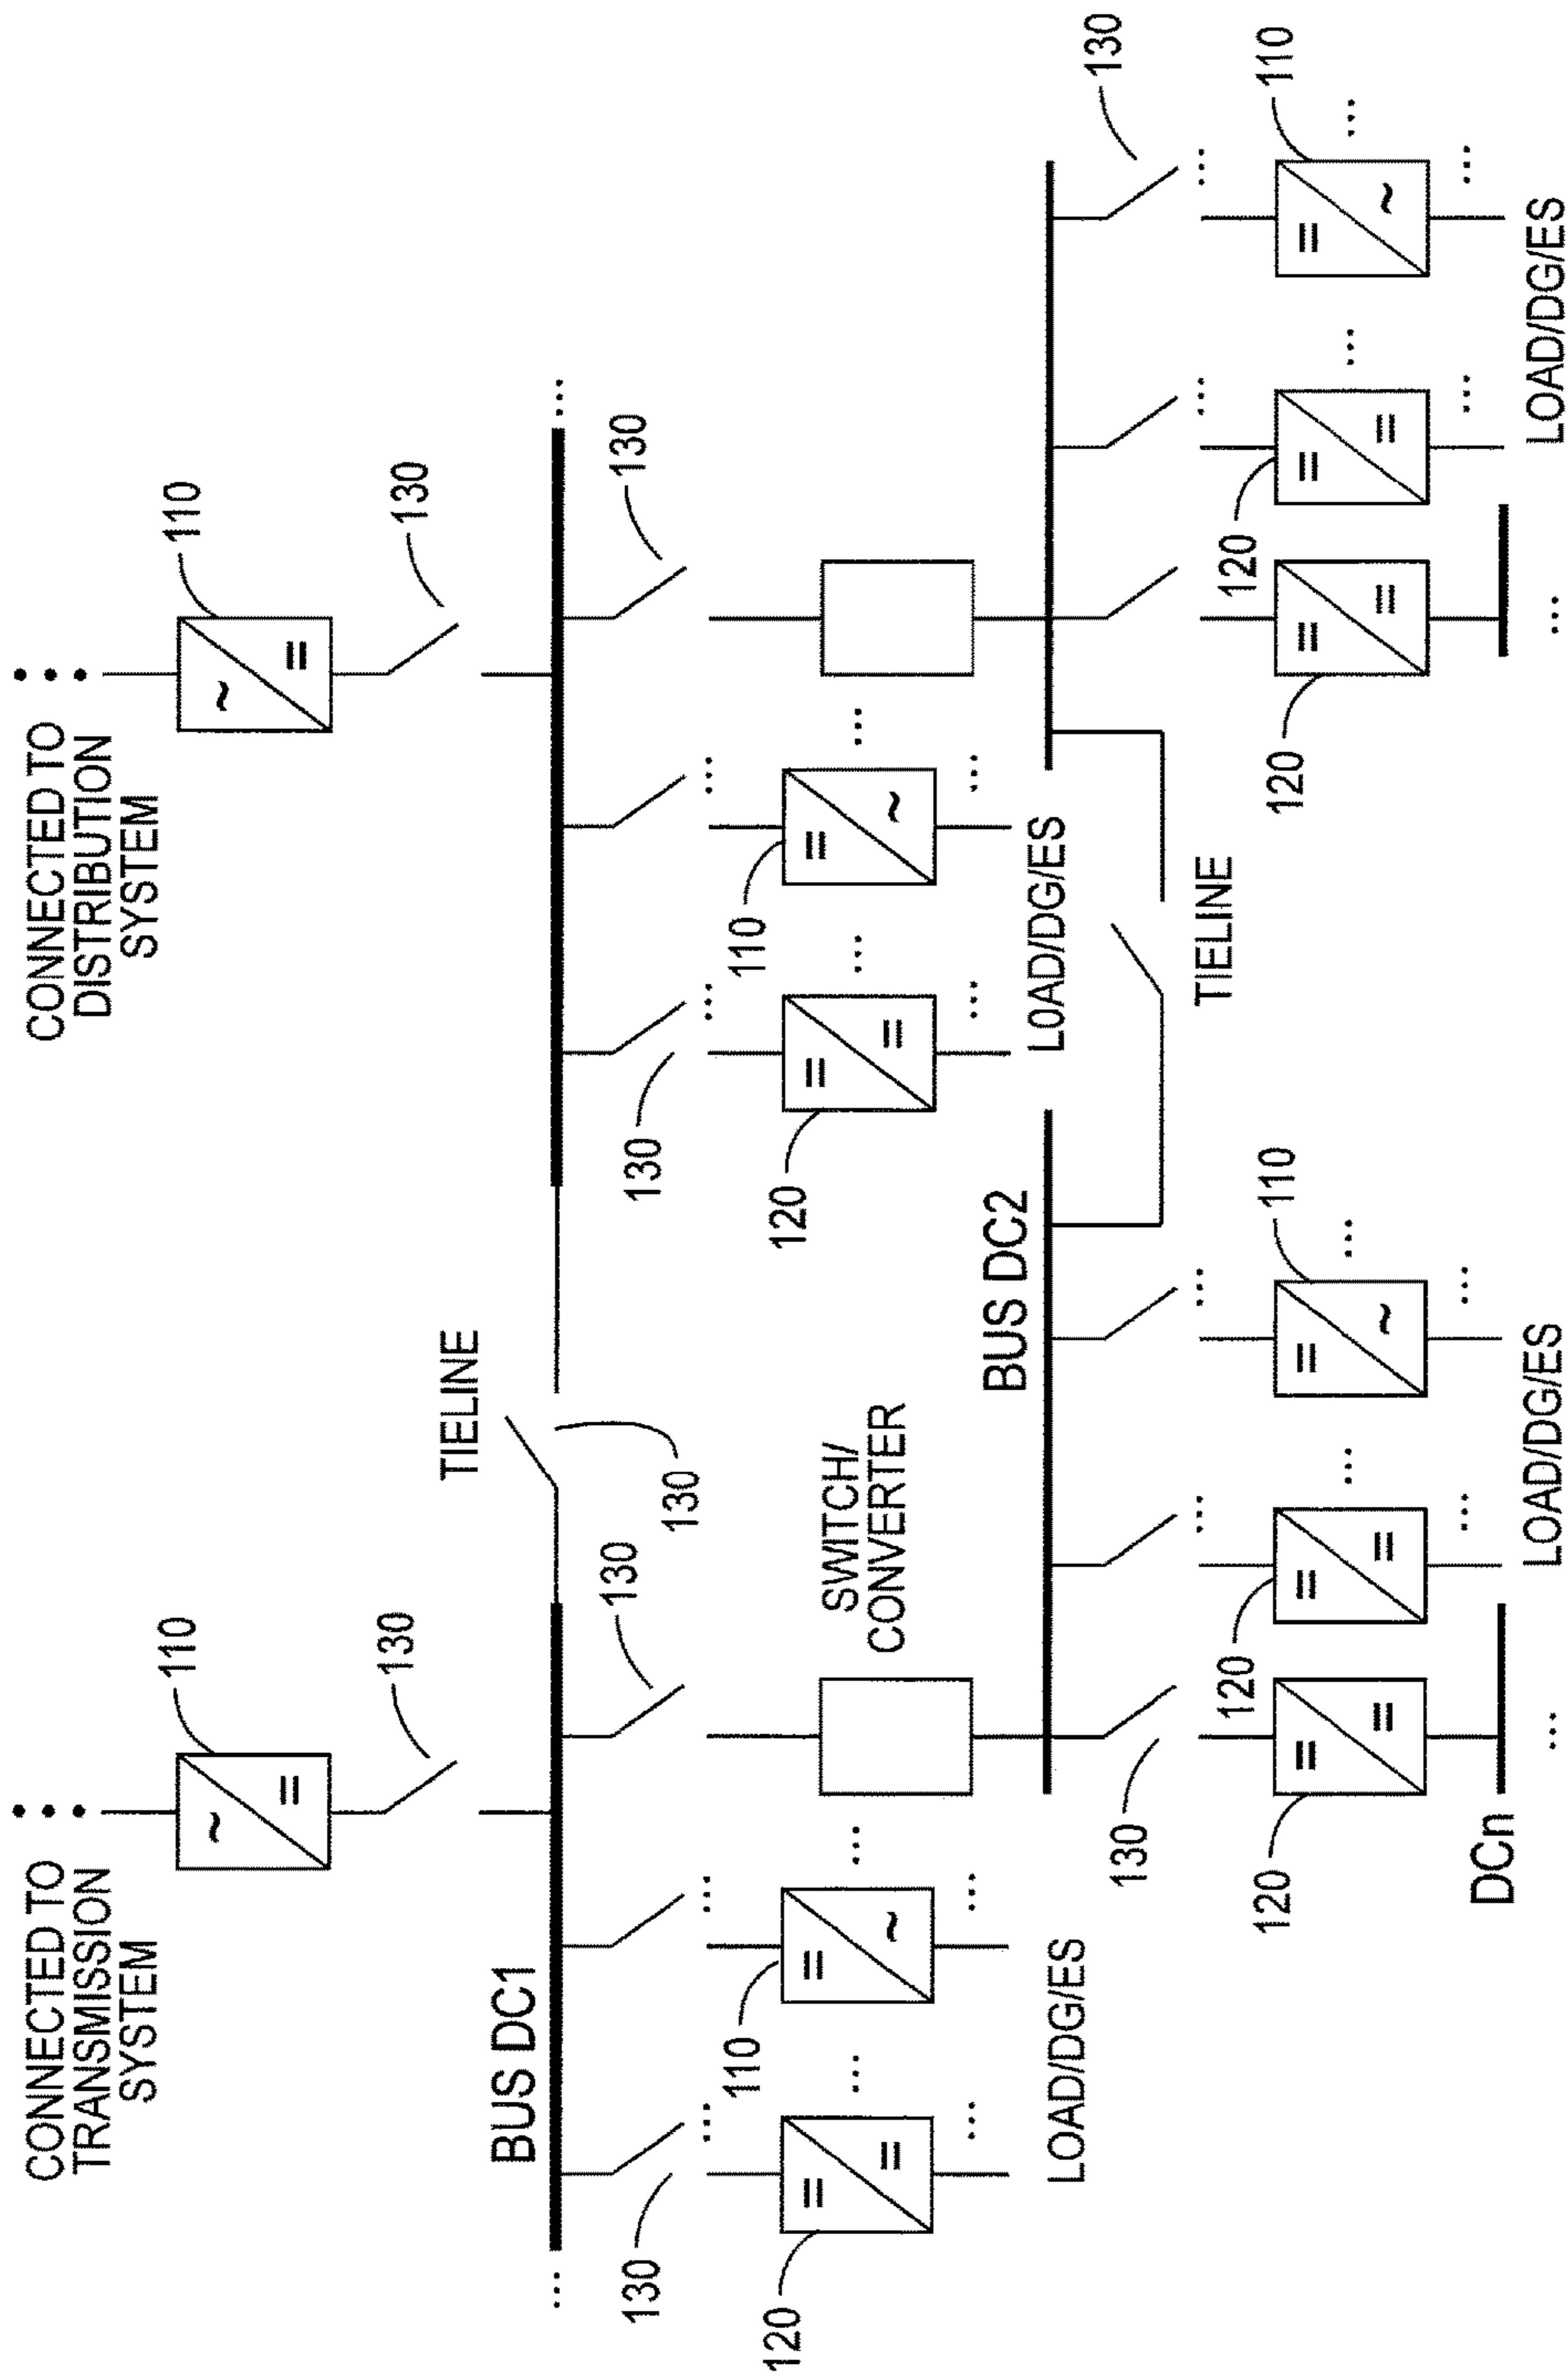 CONNECTED TO
TRANSMISSION
SYSTEM
CONNECTED TO
DISTRIBUTION
SYSTEM
110
110
130
130
TIELINE
BUS DC1
130
130
130
130
130
110
110
120
120
SWITCH/
CONVERTER
BUS DC2
LOAD/DG/ES
LOAD/DG/ES
130
130
TIELINE
120
120
110
110
120
120
DCn
LOAD/DG/ES
LOAD/DG/ES